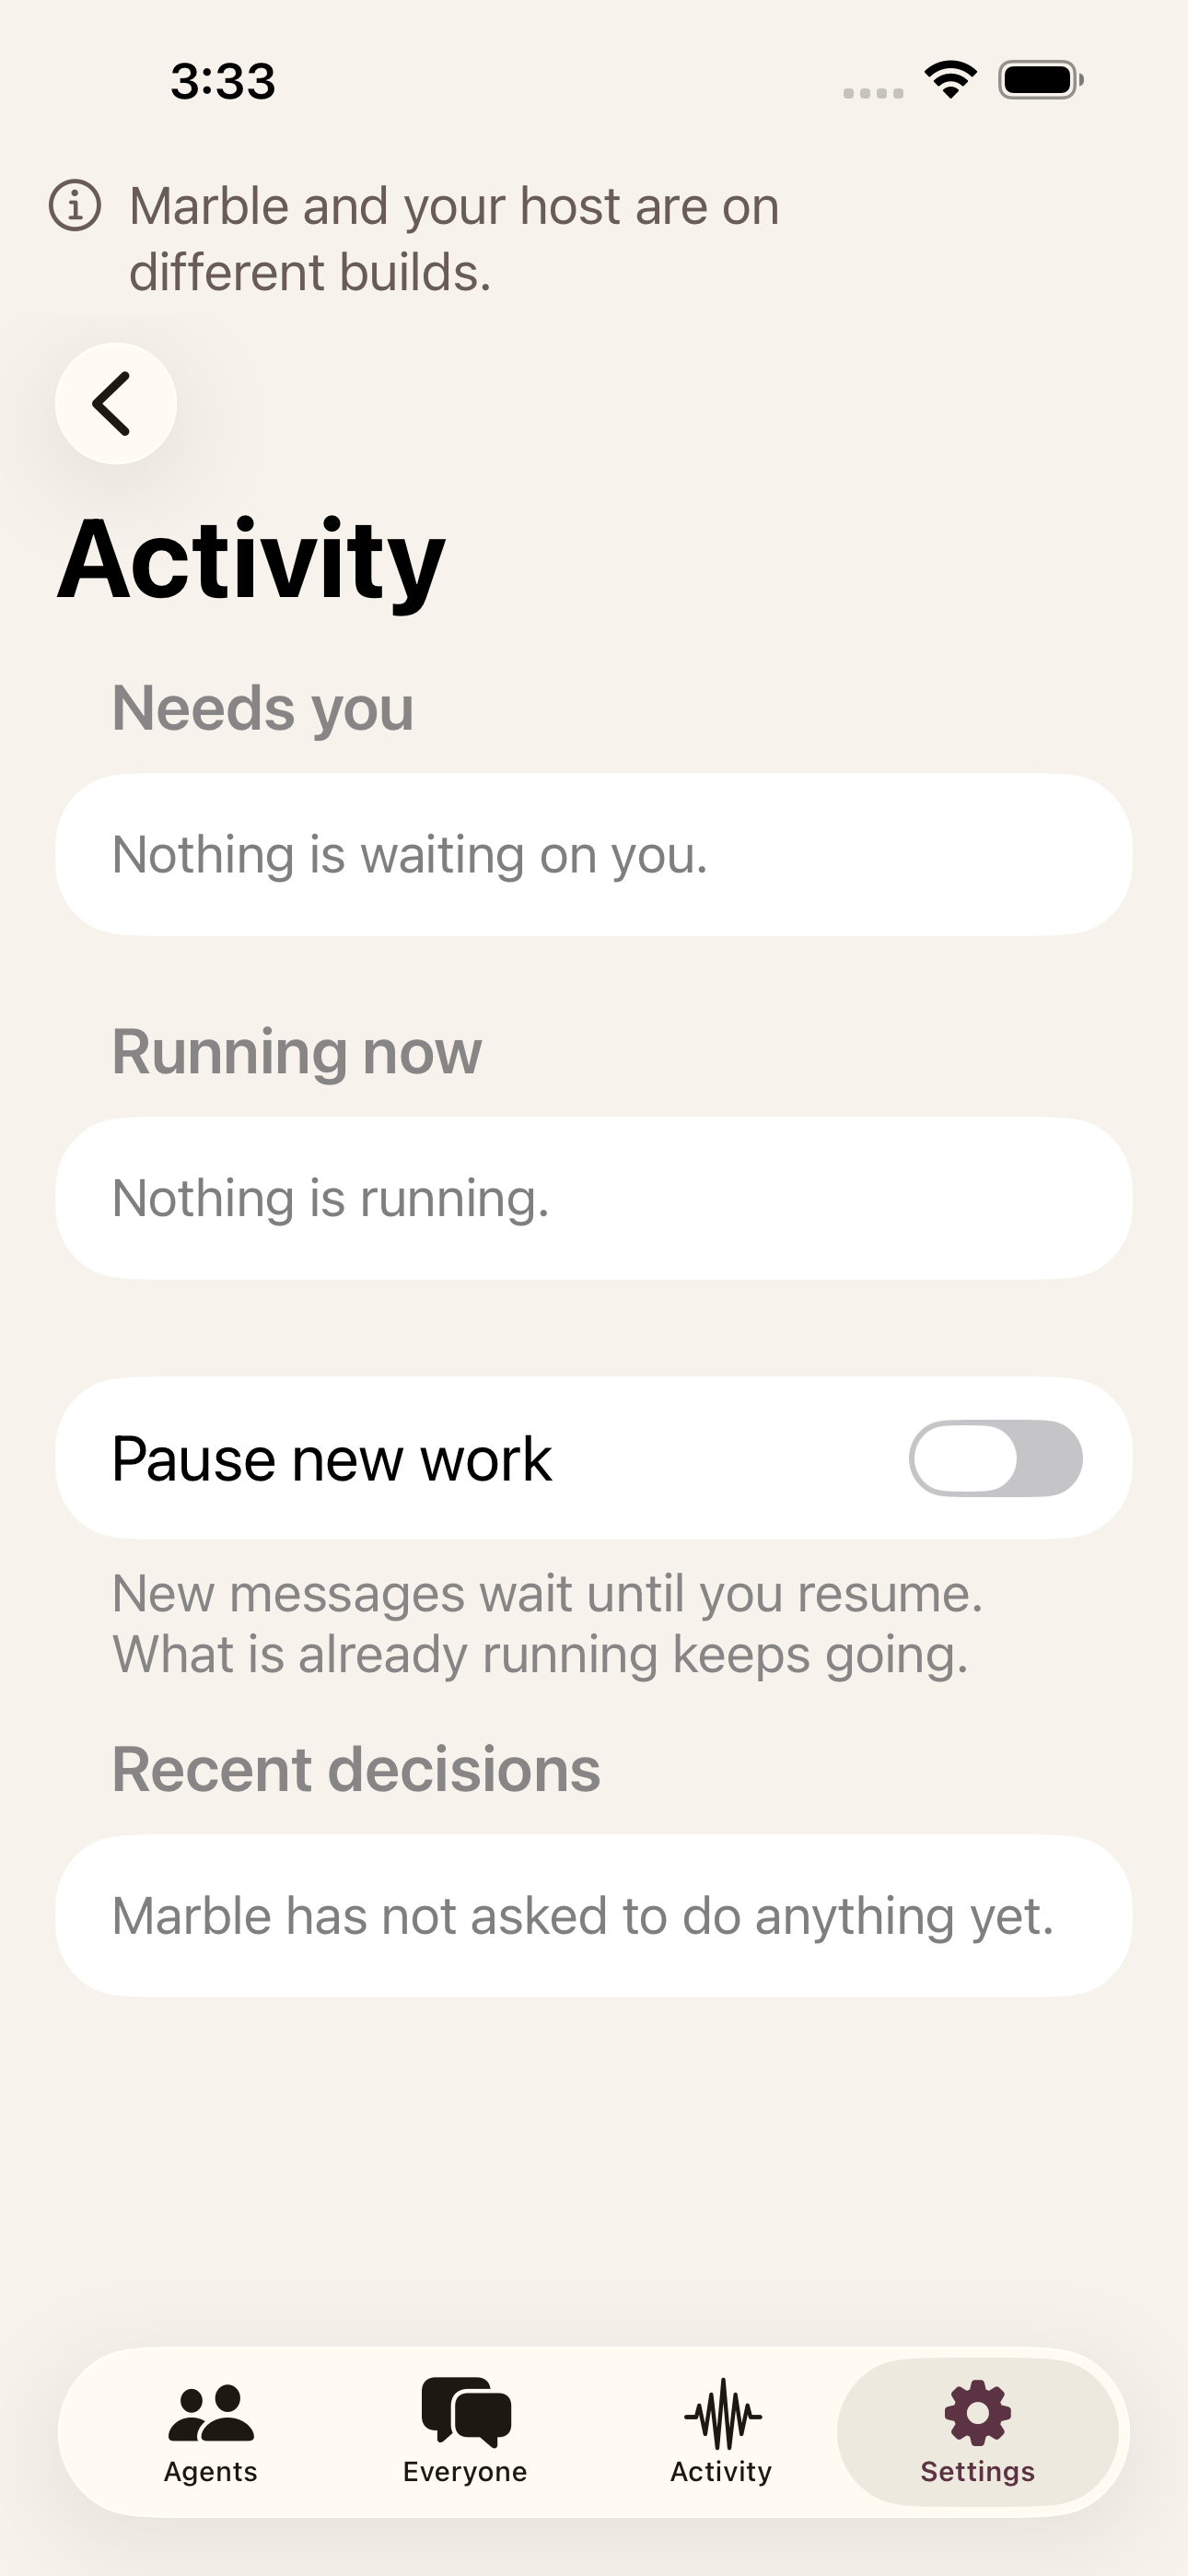 3:33
Marble and your host are on
different builds.
Activity
Needs you
Nothing is waiting on you.
Running now
Nothing is running.
Pause new work
New messages wait until you resume.
What is already running keeps going.
Recent decisions
Marble has not asked to do anything yet.
Agents
Everyone
Activity
Settings